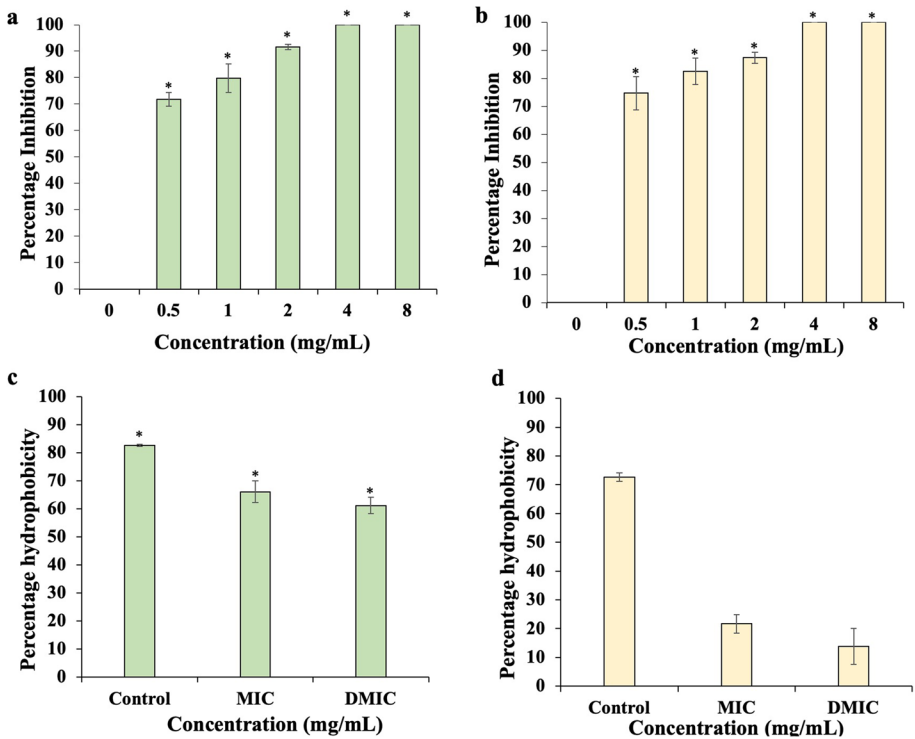 a
Percentage Inhibition
100
90
80
70
60
50
40
30
20
10
0
* * * * *
0 0.5 1 2 4 8
Concentration (mg/mL)
b
Percentage Inhibition
100
90
80
70
60
50
40
30
20
10
0
* * * * *
0 0.5 1 2 4 8
Concentration (mg/mL)
c
Percentage hydrophobicity
100
90
80
70
60
50
40
30
20
10
0
* * *
Control MIC DMIC
Concentration (mg/mL)
d
Percentage hydrophobicity
100
90
80
70
60
50
40
30
20
10
0
Control MIC DMIC
Concentration (mg/mL)